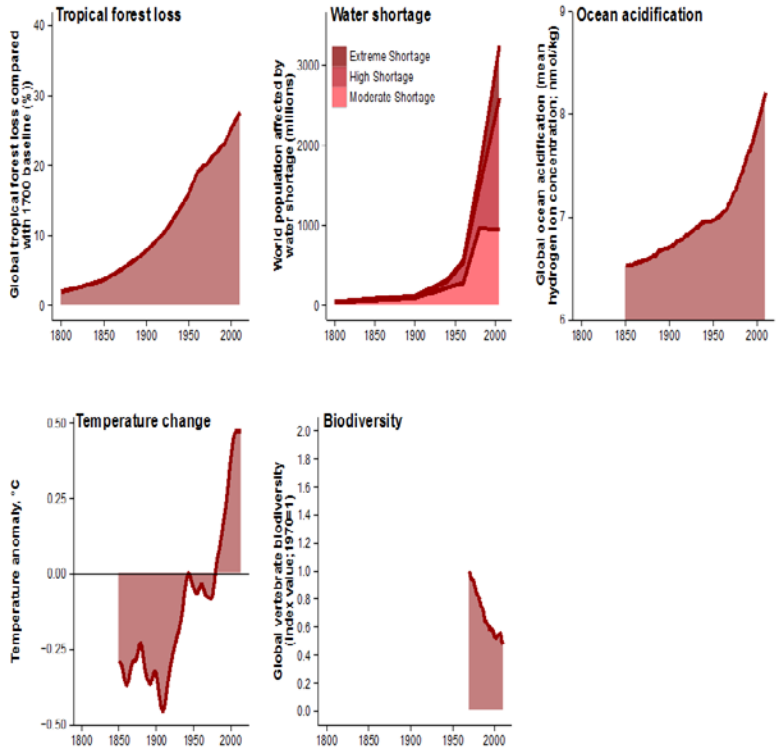 Tropical forest loss
Global tropical forest loss compared
with 1700 baseline (%))
40
30
20
10
0
1800 1850 1900 1950 2000
Water shortage
World population affected by
water shortage (millions)
Extreme Shortage
High Shortage
Moderate Shortage
3000
2000
1000
0
1800 1850 1900 1950 2000
Ocean acidification
Global ocean acidification (mean
hydrogen ion concentration; nmol/kg)
9
8
7
6
1800 1850 1900 1950 2000
Temperature change
Temperature anomaly, °C
0.50
0.25
0.00
−0.25
−0.50
1800 1850 1900 1950 2000
Biodiversity
Global vertebrate biodiversity
(Index value;1970=1)
2.0
1.8
1.6
1.4
1.2
1.0
0.8
0.6
0.4
0.2
0.0
1800 1850 1900 1950 2000